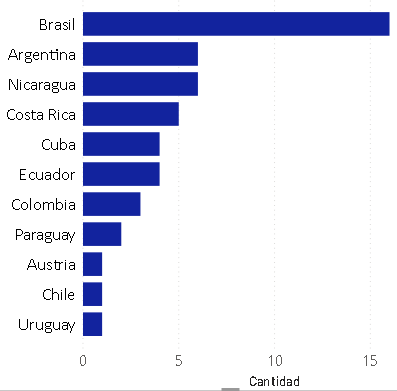 Brasil
Argentina
Nicaragua
Costa Rica
Cuba
Ecuador
Colombia
Paraguay
Austria
Chile
Uruguay
0 5 10 15
Cantidad